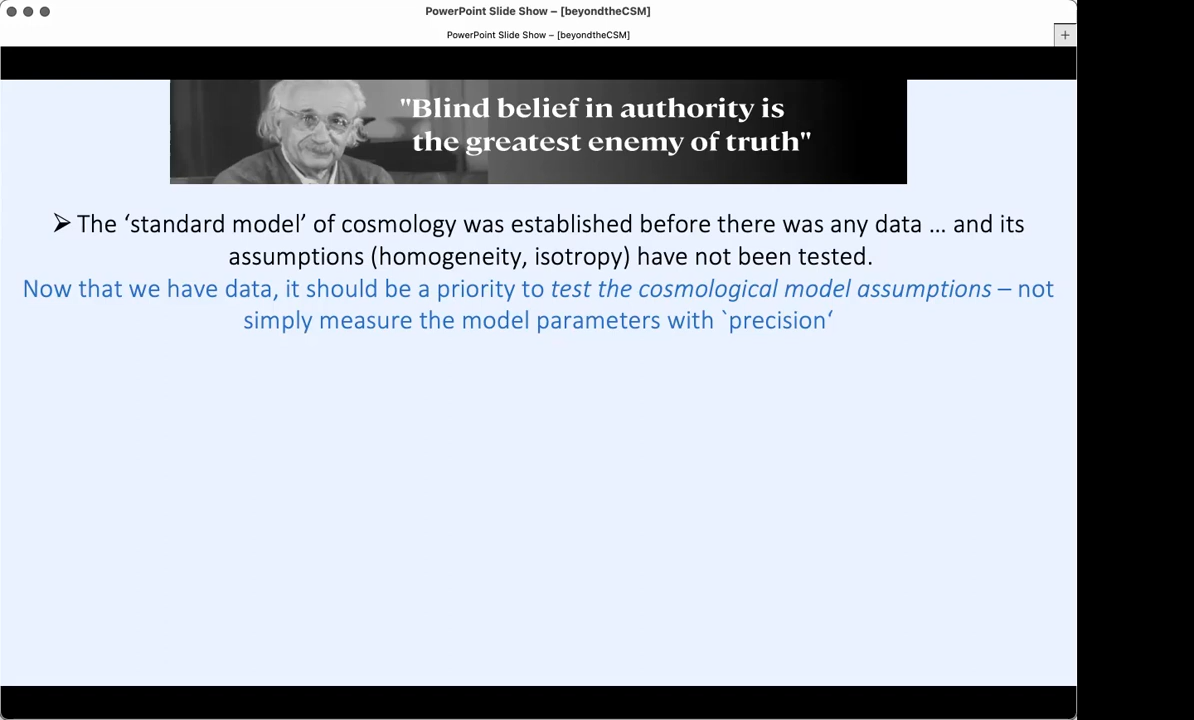 PowerPoint Slide Show – [beyondtheCSM]
PowerPoint Slide Show – [beyondtheCSM]
+
"Blind belief in authority is
the greatest enemy of truth"
➢ The ‘standard model’ of cosmology was established before there was any data … and its
assumptions (homogeneity, isotropy) have not been tested.
Now that we have data, it should be a priority to test the cosmological model assumptions – not
simply measure the model parameters with `precision‘